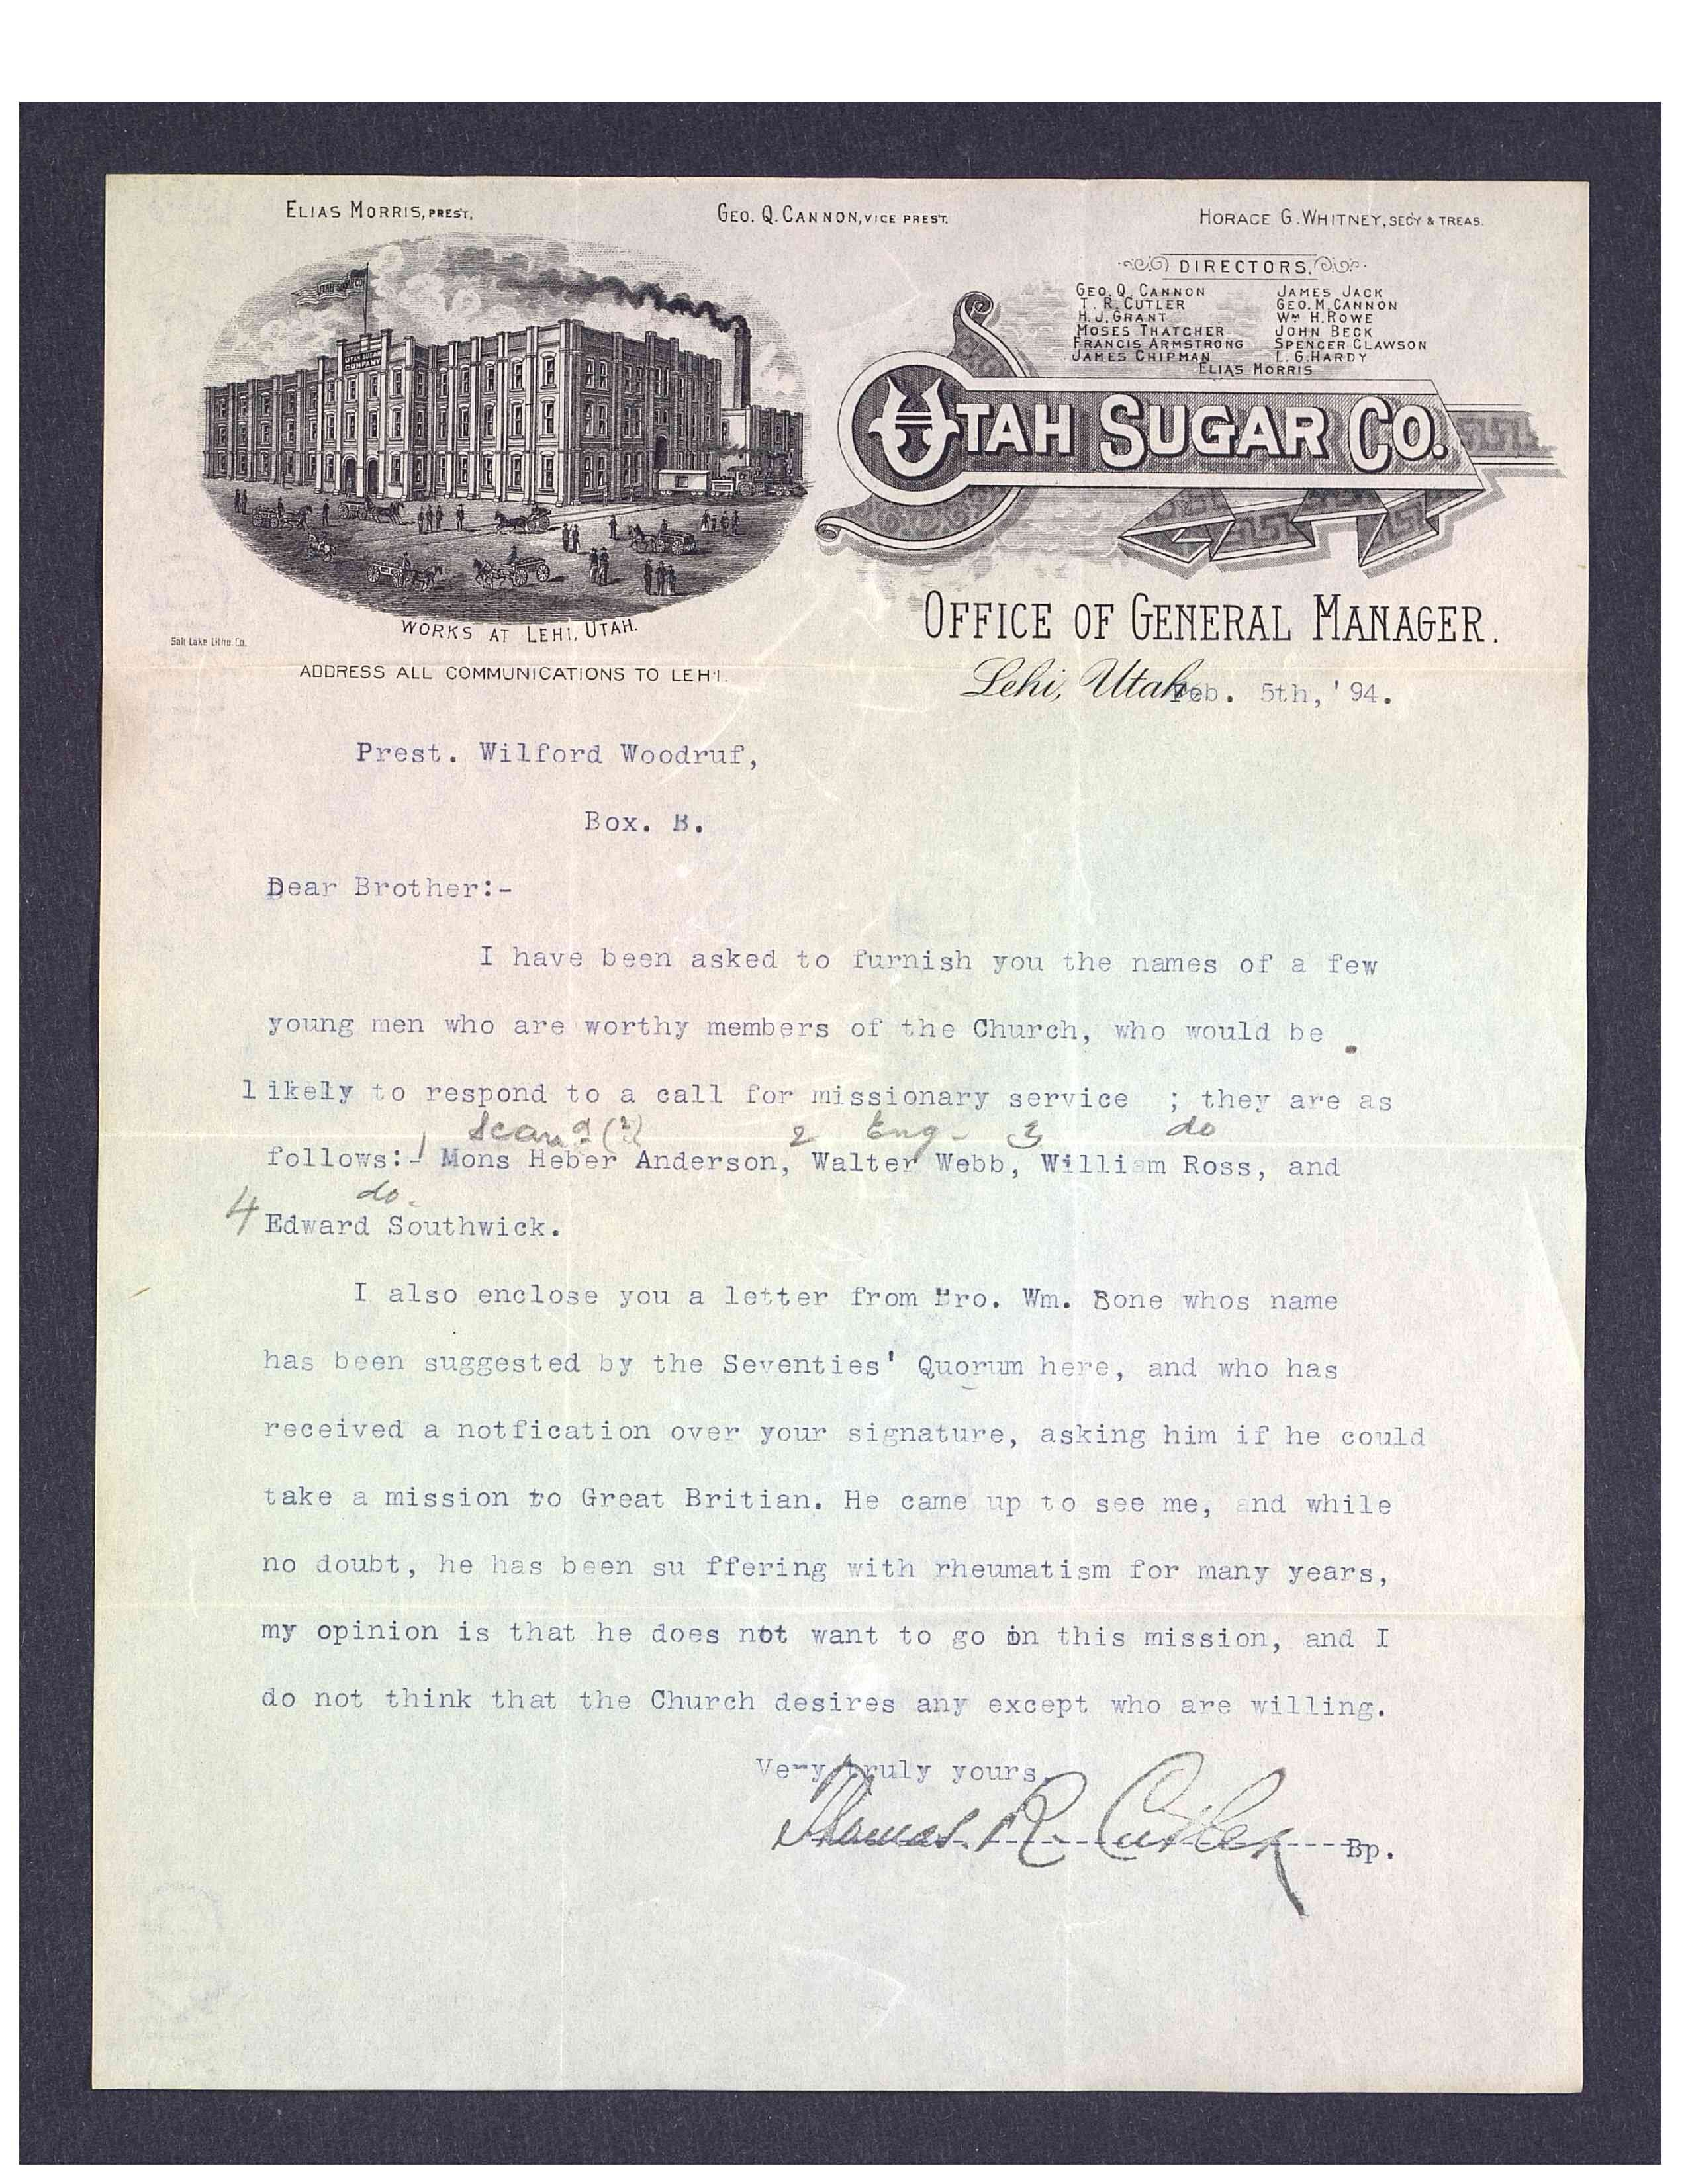 ELIAS MORRIS, PREST,
GEO. Q. CANNON, VICE PREST.
HORACE G. WHITNEY, SECY & TREAS.
DIRECTORS.
GEO. Q. CANNON JAMES JACK
T. R. CUTLER GEO. M. CANNON
H. J. GRANT WM H. ROWE
MOSES THATCHER JOHN BECK
FRANCIS ARMSTRONG SPENCER CLAWSON
JAMES CHIPMAN L. G. HARDY
ELIAS MORRIS
UTAH SUGAR COMPANY
UTAH SUGAR CO.
WORKS AT LEHI, UTAH.
Salt Lake Litho. Co.
OFFICE OF GENERAL MANAGER.
ADDRESS ALL COMMUNICATIONS TO LEHI.
Lehi, Utah Feb. 5th, '94.
Prest. Wilford Woodruf,
Box. B.
Dear Brother:-
I have been asked to furnish you the names of a few
young men who are worthy members of the Church, who would be
likely to respond to a call for missionary service ; they are as
1 Scan 2 Eng. 3 do
follows:- Mons Heber Anderson, Walter Webb, William Ross, and
do.
4 Edward Southwick.
I also enclose you a letter from Bro. Wm. Bone whos name
has been suggested by the Seventies' Quorum here, and who has
received a notfication over your signature, asking him if he could
take a mission to Great Britian. He came up to see me, and while
no doubt, he has been su ffering with rheumatism for many years,
my opinion is that he does not want to go on this mission, and I
do not think that the Church desires any except who are willing.
Very truly yours,
Thomas. R. Cutler Bp.